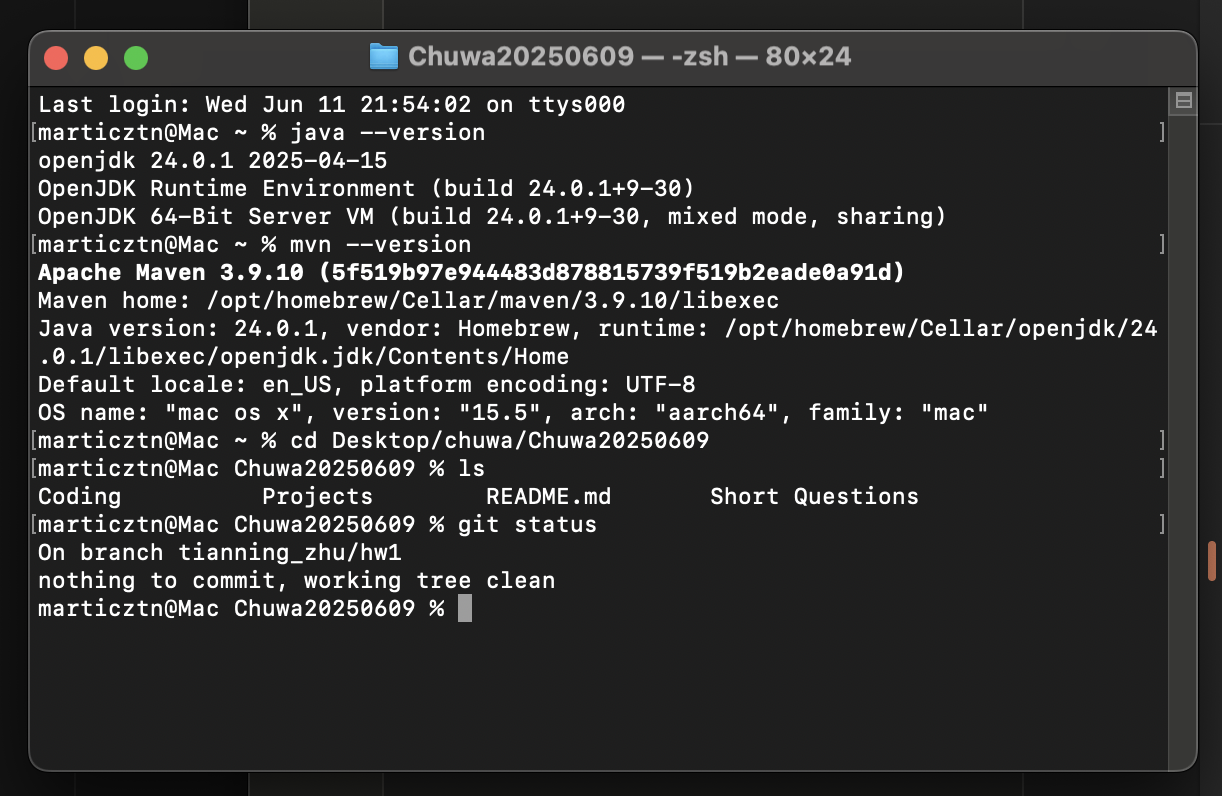 Chuwa20250609 — -zsh — 80×24
Last login: Wed Jun 11 21:54:02 on ttys000
[marticztn@Mac ~ % java --version ]
openjdk 24.0.1 2025-04-15
OpenJDK Runtime Environment (build 24.0.1+9-30)
OpenJDK 64-Bit Server VM (build 24.0.1+9-30, mixed mode, sharing)
[marticztn@Mac ~ % mvn --version ]
Apache Maven 3.9.10 (5f519b97e944483d878815739f519b2eade0a91d)
Maven home: /opt/homebrew/Cellar/maven/3.9.10/libexec
Java version: 24.0.1, vendor: Homebrew, runtime: /opt/homebrew/Cellar/openjdk/24
.0.1/libexec/openjdk.jdk/Contents/Home
Default locale: en_US, platform encoding: UTF-8
OS name: "mac os x", version: "15.5", arch: "aarch64", family: "mac"
[marticztn@Mac ~ % cd Desktop/chuwa/Chuwa20250609 ]
[marticztn@Mac Chuwa20250609 % ls ]
Coding Projects README.md Short Questions
[marticztn@Mac Chuwa20250609 % git status ]
On branch tianning_zhu/hw1
nothing to commit, working tree clean
marticztn@Mac Chuwa20250609 %